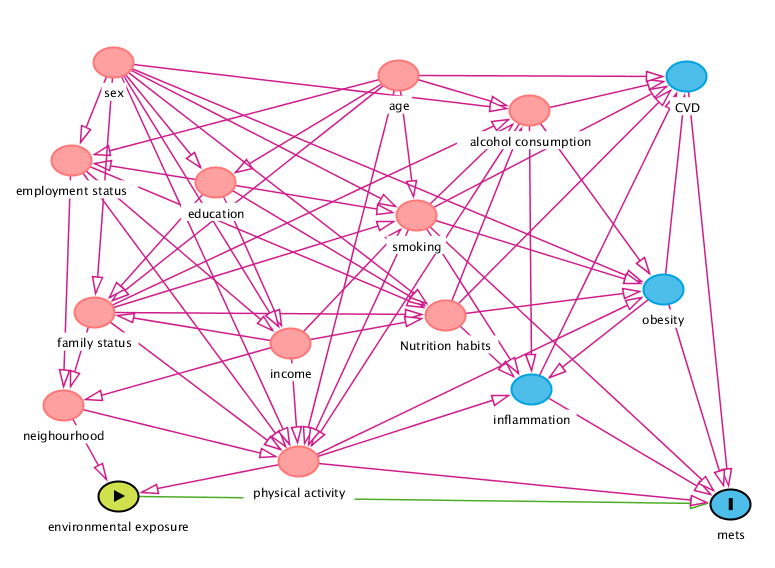 sex
age
CVD
alcohol consumption
employment status
education
smoking
obesity
family status
Nutrition habits
income
inflammation
neighourhood
physical activity
environmental exposure
mets